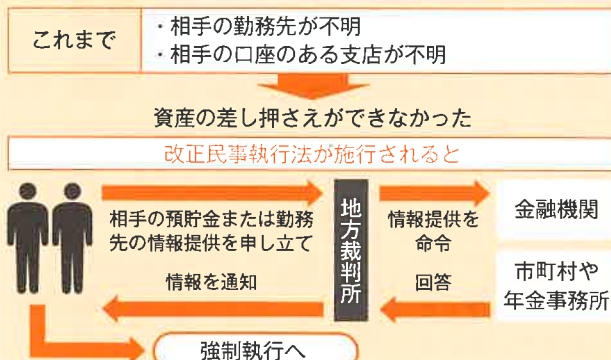 これまで
・相手の勤務先が不明
・相手の口座のある支店が不明
資産の差し押さえができなかった
改正民事執行法が施行されると
相手の預貯金または勤務
先の情報提供を申し立て
情報を通知
地方裁判所
情報提供を
命令
回答
金融機関
市町村や
年金事務所
強制執行へ